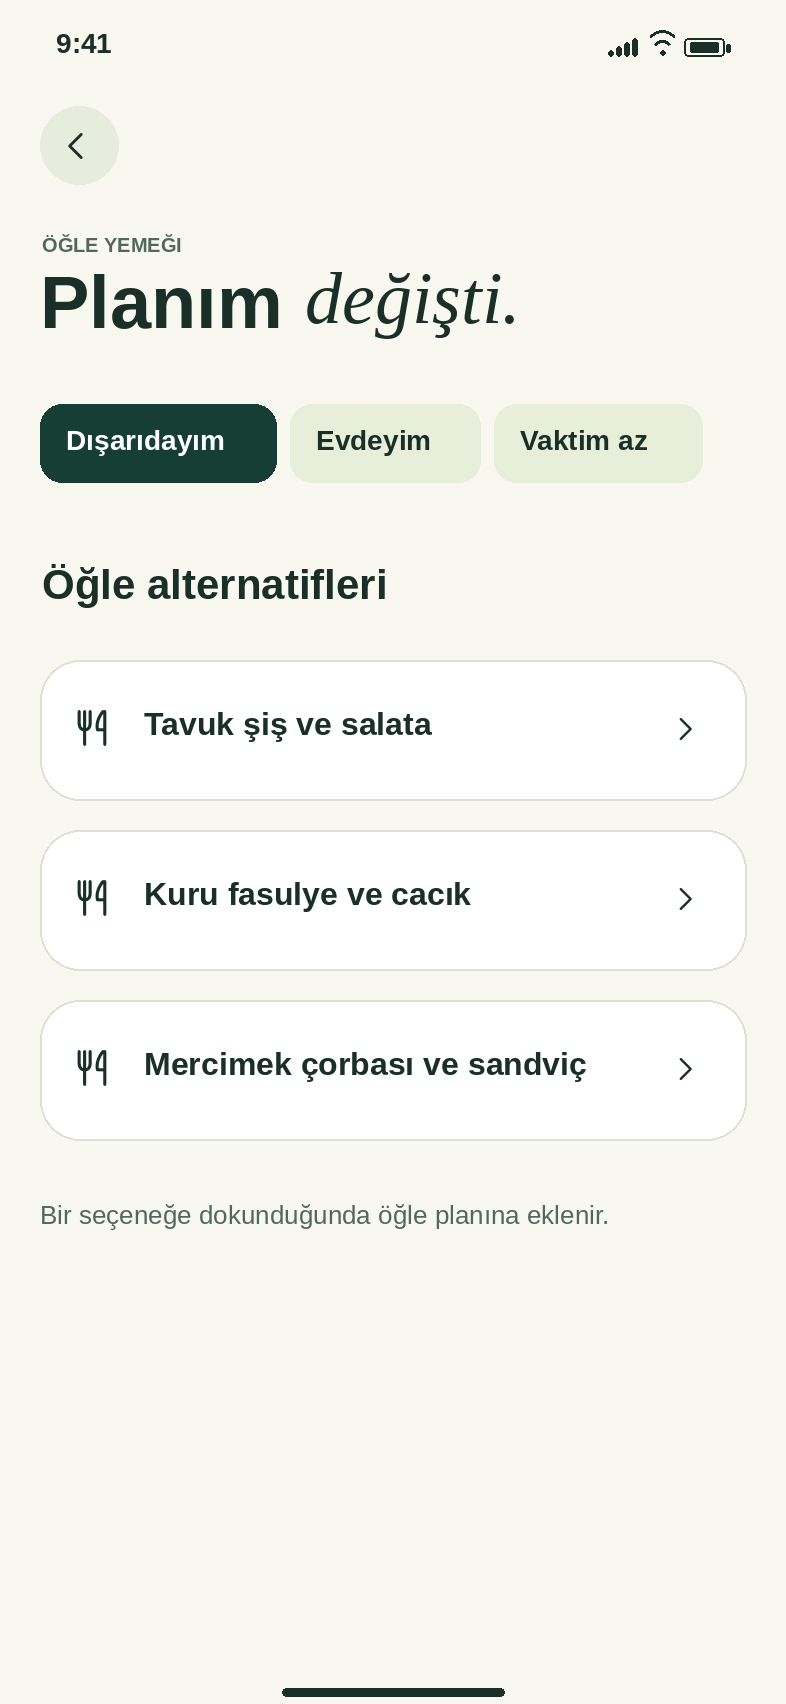 9:41
ÖĞLE YEMEĞI
Planım değişti.
Dışarıdayım Evdeyim Vaktim az
Öğle alternatifleri
Tavuk şiş ve salata
Kuru fasulye ve cacık
Mercimek çorbası ve sandviç
Bir seçeneğe dokunduğunda öğle planına eklenir.